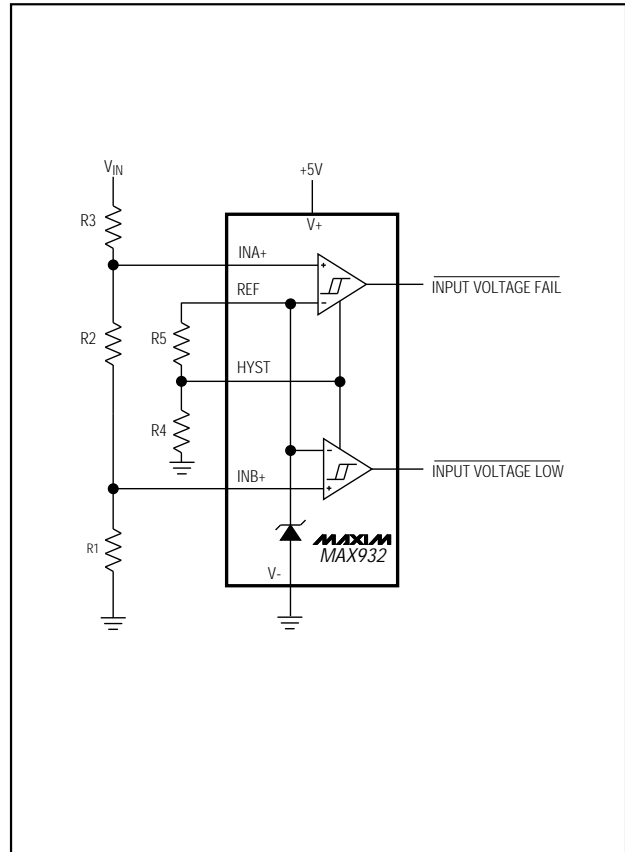 V_IN
+5V
R3
V+
INA+
INPUT VOLTAGE FAIL
REF
R2
R5
HYST
R4
INPUT VOLTAGE LOW
INB+
R1
MAXIM
MAX932
V-